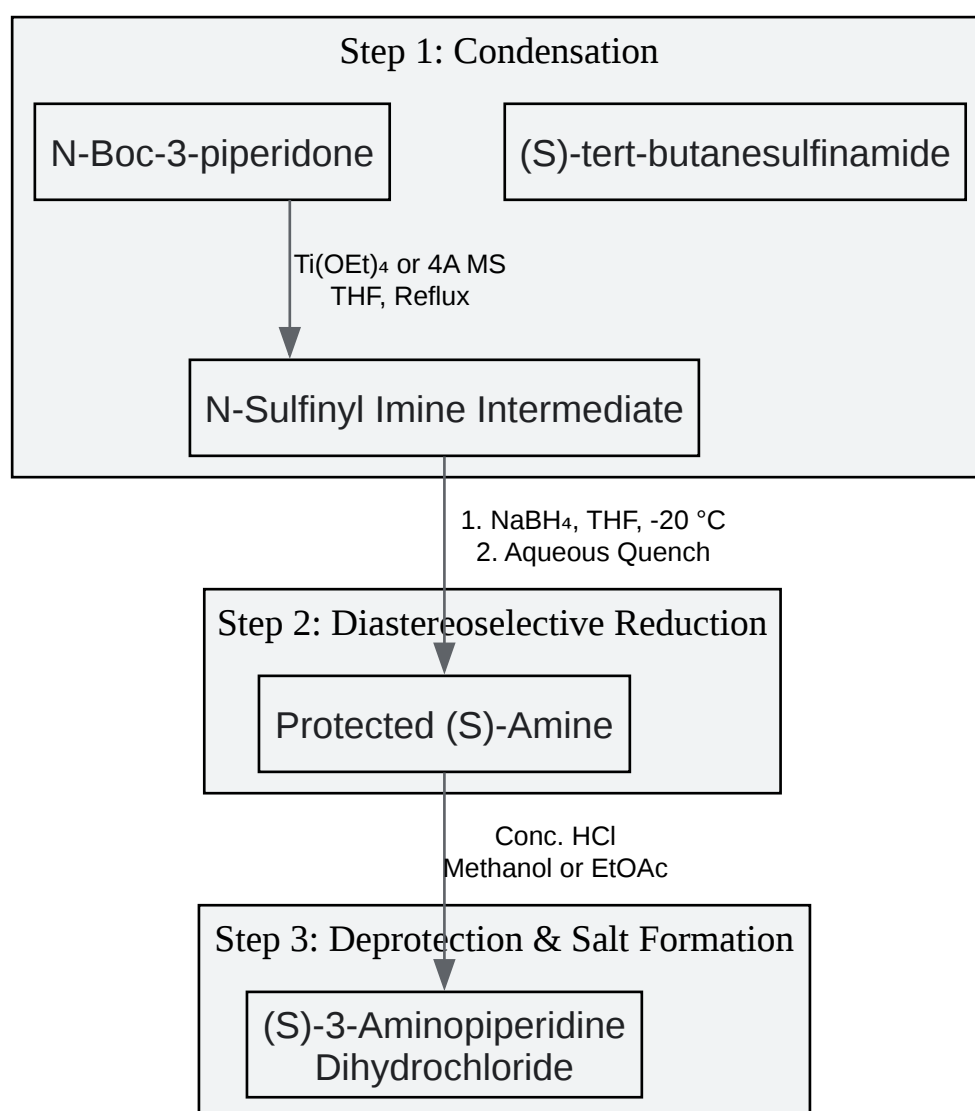 Step 1: Condensation
N-Boc-3-piperidone
(S)-tert-butanesulfinamide
Ti(OEt)₄ or 4A MS
THF, Reflux
N-Sulfinyl Imine Intermediate
1. NaBH₄, THF, -20 °C
2. Aqueous Quench
Step 2: Diastereoselective Reduction
Protected (S)-Amine
Conc. HCl
Methanol or EtOAc
Step 3: Deprotection & Salt Formation
(S)-3-Aminopiperidine
Dihydrochloride